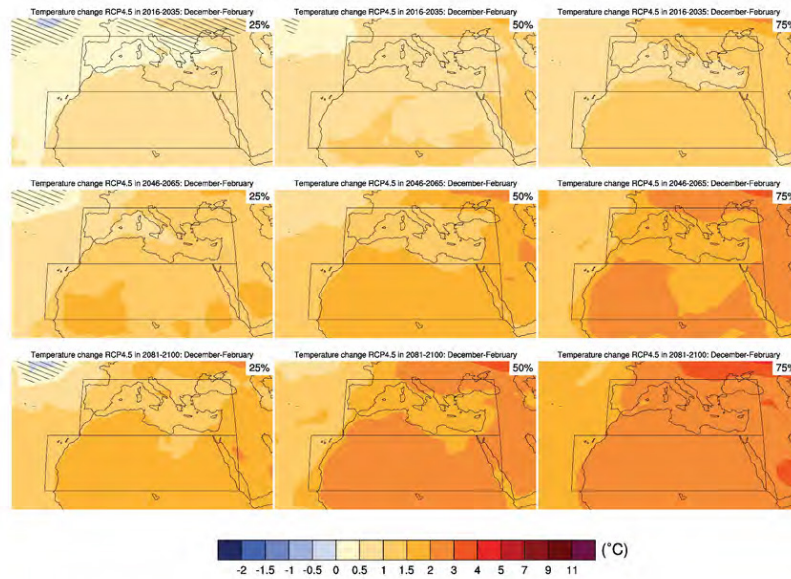 Temperature change RCP4.5 in 2016-2035: December-February
25%
Temperature change RCP4.5 in 2016-2035: December-February
50%
Temperature change RCP4.5 in 2016-2035: December-February
75%
Temperature change RCP4.5 in 2046-2065: December-February
25%
Temperature change RCP4.5 in 2046-2065: December-February
50%
Temperature change RCP4.5 in 2046-2065: December-February
75%
Temperature change RCP4.5 in 2081-2100: December-February
25%
Temperature change RCP4.5 in 2081-2100: December-February
50%
Temperature change RCP4.5 in 2081-2100: December-February
75%
(°C)
-2 -1.5 -1 -0.5 0 0.5 1 1.5 2 3 4 5 7 9 11